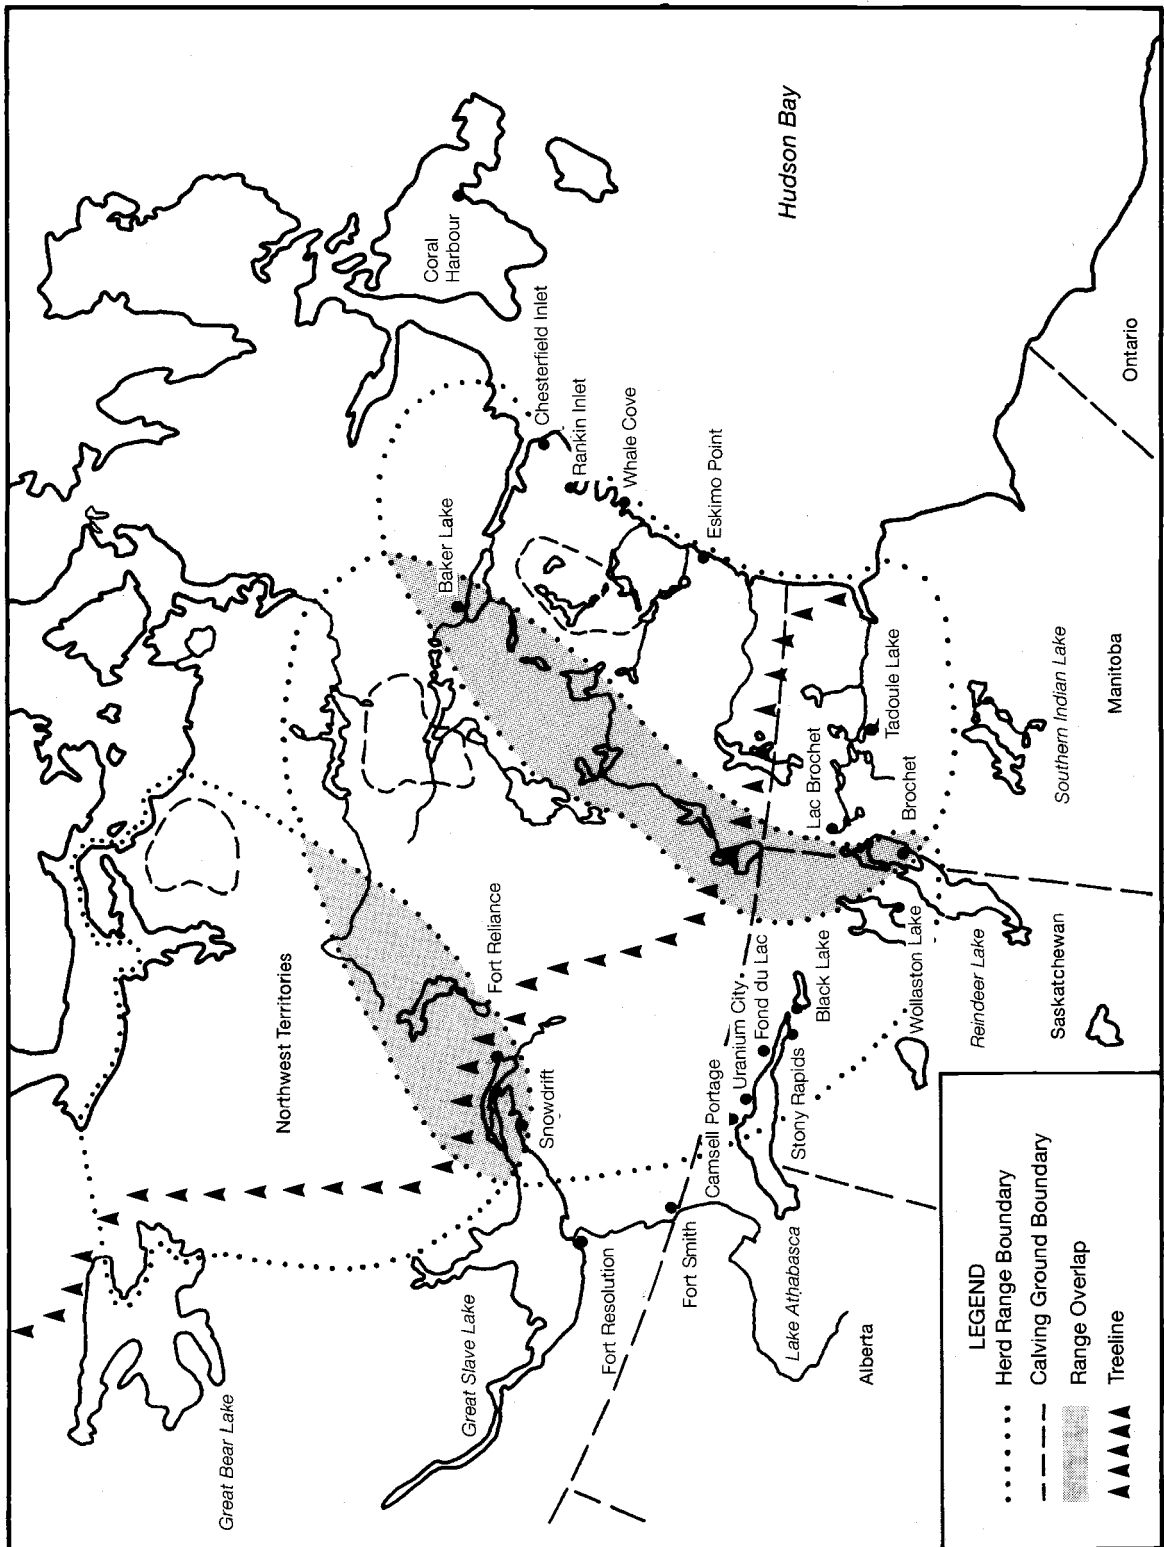 Hudson Bay
Coral
Harbour
Chesterfield Inlet
Rankin Inlet
Whale Cove
Eskimo Point
Baker Lake
Ontario
Northwest Territories
Fort Reliance
Snowdrift
Great Bear Lake
Great Slave Lake
Fort Resolution
Fort Smith
Camsell Portage
Uranium City
Fond du Lac
Stony Rapids
Black Lake
Lake Athabasca
Alberta
Lac Brochet
Tadoule Lake
Brochet
Southern Indian Lake
Manitoba
Wollaston Lake
Reindeer Lake
Saskatchewan
LEGEND
Herd Range Boundary
Calving Ground Boundary
Range Overlap
Treeline